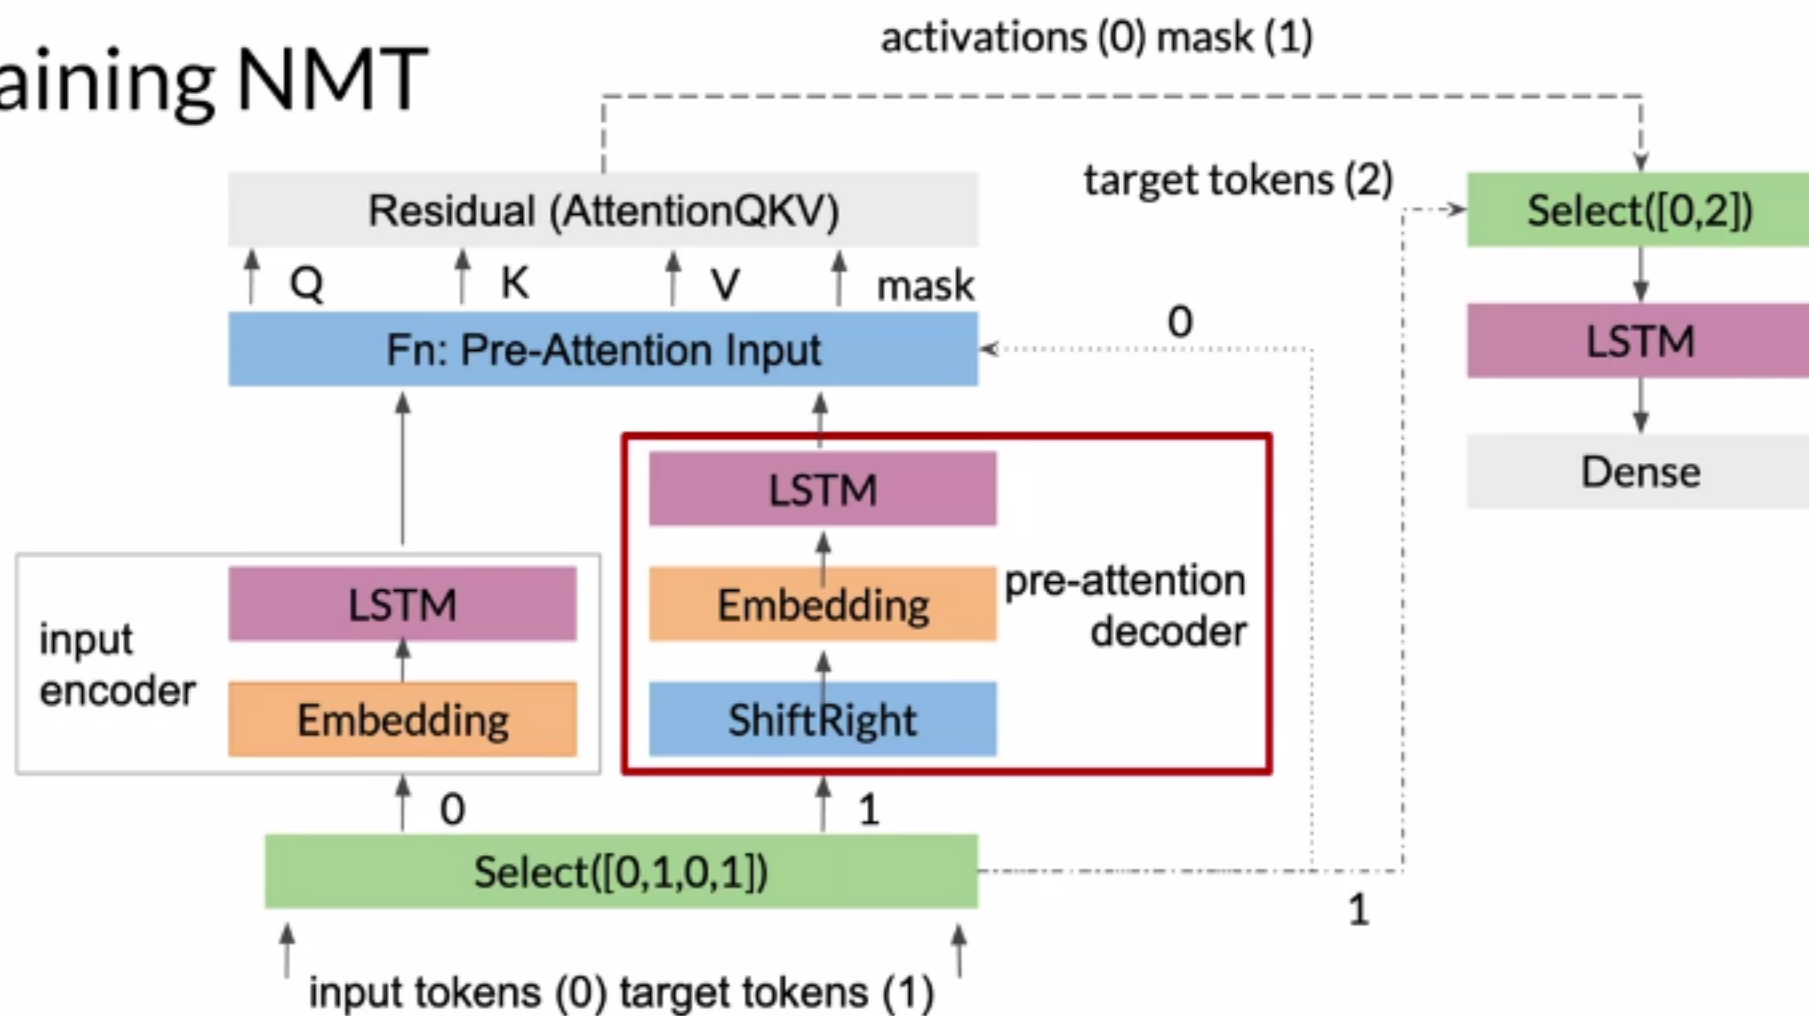 activations (0) mask (1)
aining NMT
target tokens (2)
Residual (AttentionQKV)
Select([0,2])
Q K V mask
0
Fn: Pre-Attention Input
LSTM
Dense
LSTM
pre-attention
decoder
Embedding
ShiftRight
input
encoder
LSTM
Embedding
0 1
Select([0,1,0,1])
1
input tokens (0) target tokens (1)